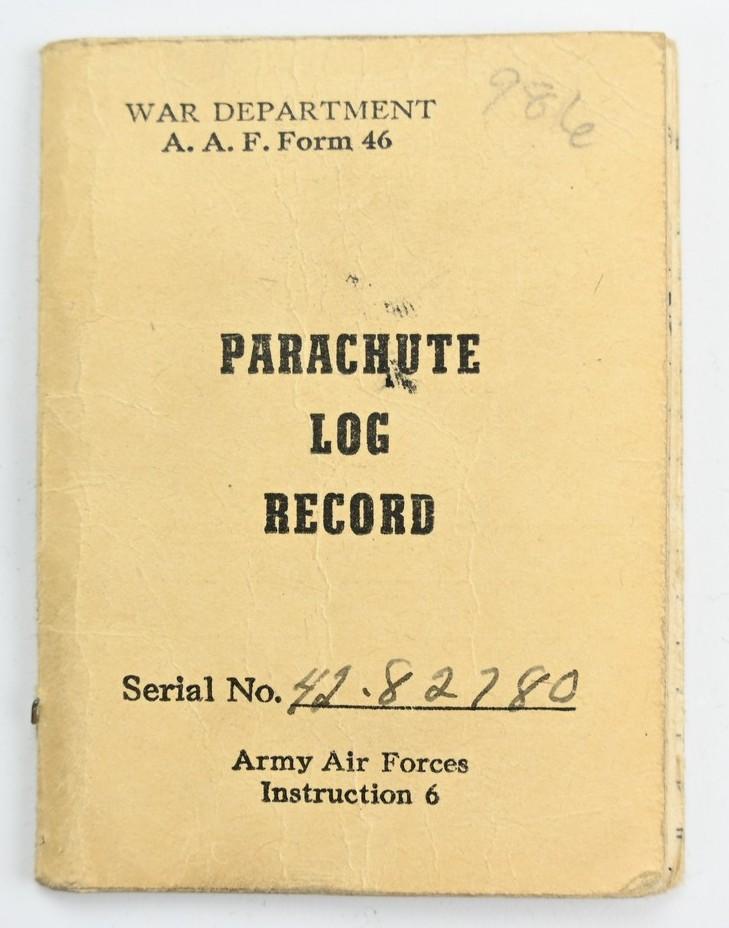 WAR DEPARTMENT
A. A. F. Form 46
986
PARACHUTE
LOG
RECORD
Serial No. 42.82780
Army Air Forces
Instruction 6